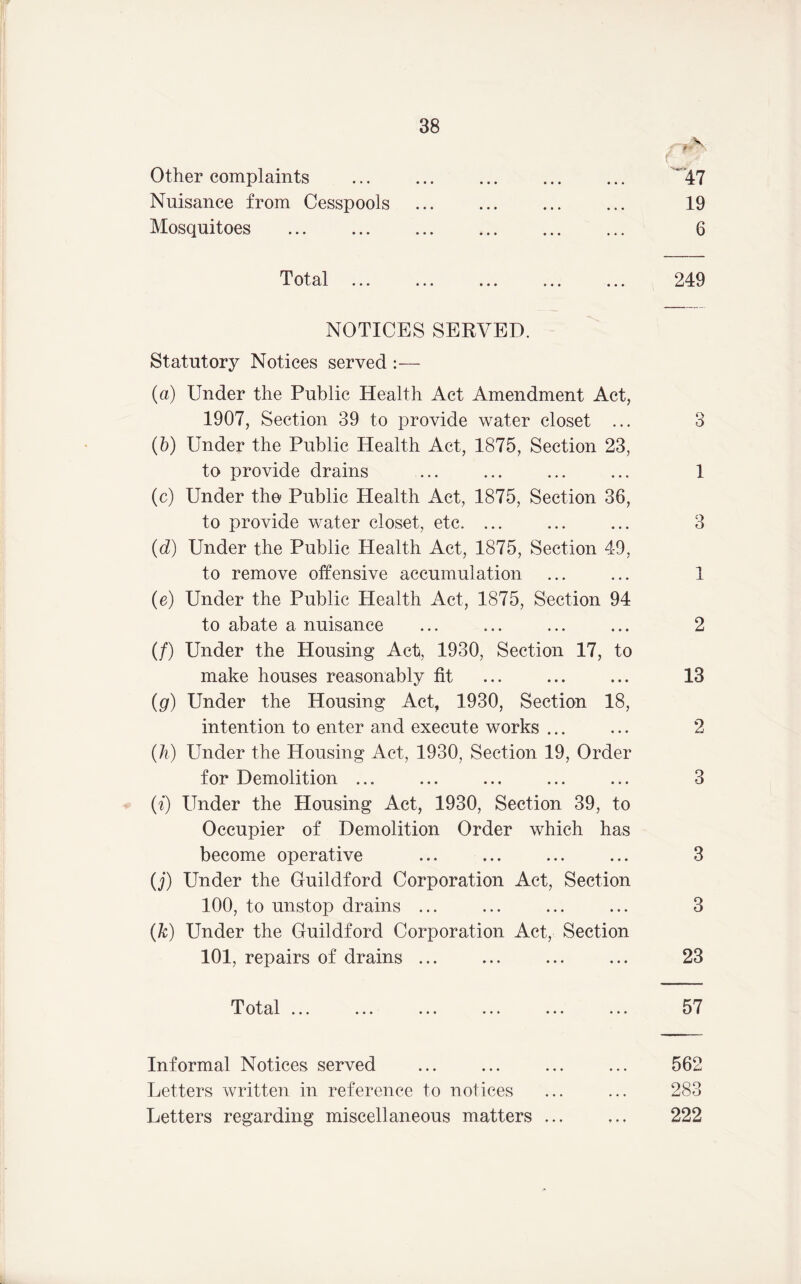 38
Other complaints ... ... ... ... ... 47
Nuisance from Cesspools ... ... ... ... 19
Mosquitoes ... ... ... ... ... ... 6
Total ... ... ... ... ... 249
NOTICES SERVED.
Statutory Notices served :—
(a) Under the Public Health Act Amendment Act,
1907, Section 39 to provide water closet ... 3
(b) Under the Public Health Act, 1875, Section 23,
to provide drains ... ... ... ... 1
(c) Under the Public Health Act, 1875, Section 36,
to provide water closet, etc. ... ... ... 3
(d) Under the Public Health Act, 1875, Section 49,
to remove offensive accumulation ... ... 1
(e) Under the Public Health Act, 1875, Section 94
to abate a nuisance ... ... ... ... 2
(f) Under the Housing Act, 1930, Section 17, to
make houses reasonably fit ... ... ... 13
(g) Under the Housing Act, 1930, Section 18,
intention to enter and execute works ... ... 2
(h) Under the Housing Act, 1930, Section 19, Order
for Demolition ... ... ... ... ... 3
(i) Under the Housing Act, 1930, Section 39, to
Occupier of Demolition Order which has
become operative ... ... ... ... 3
(j) Under the Guildford Corporation Act, Section
100, to unstop drains ... ... ... ... 3
(k) Under the Guildford Corporation Act, Section
101, repairs of drains ... ... ... ... 23
Total ... ... ... ... ... ... 57
Informal Notices served ... ... ... ... 562
Letters written in reference to notices ... ... 283
Letters regarding miscellaneous matters ... ... 222